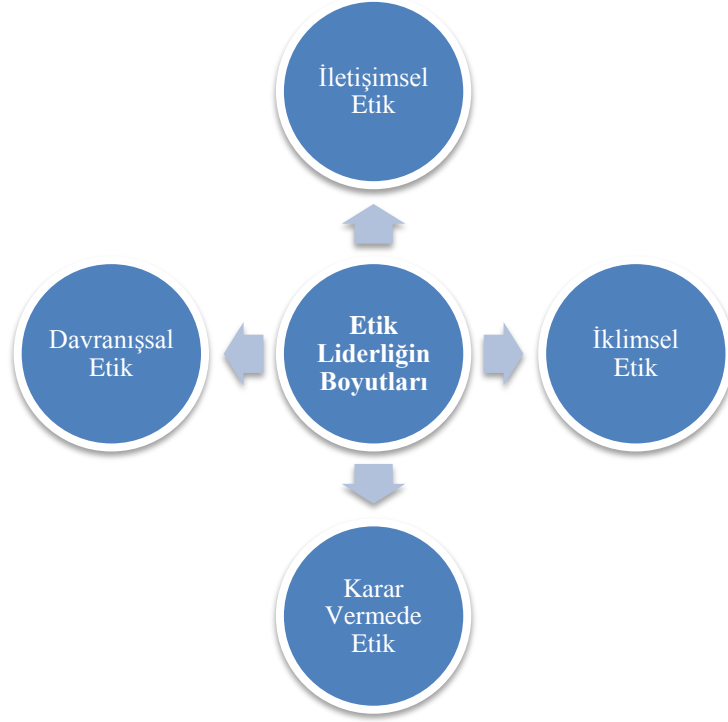 İletişimsel
Etik
Davranışsal
Etik
Etik
Liderliğin
Boyutları
İklimsel
Etik
Karar
Vermede
Etik